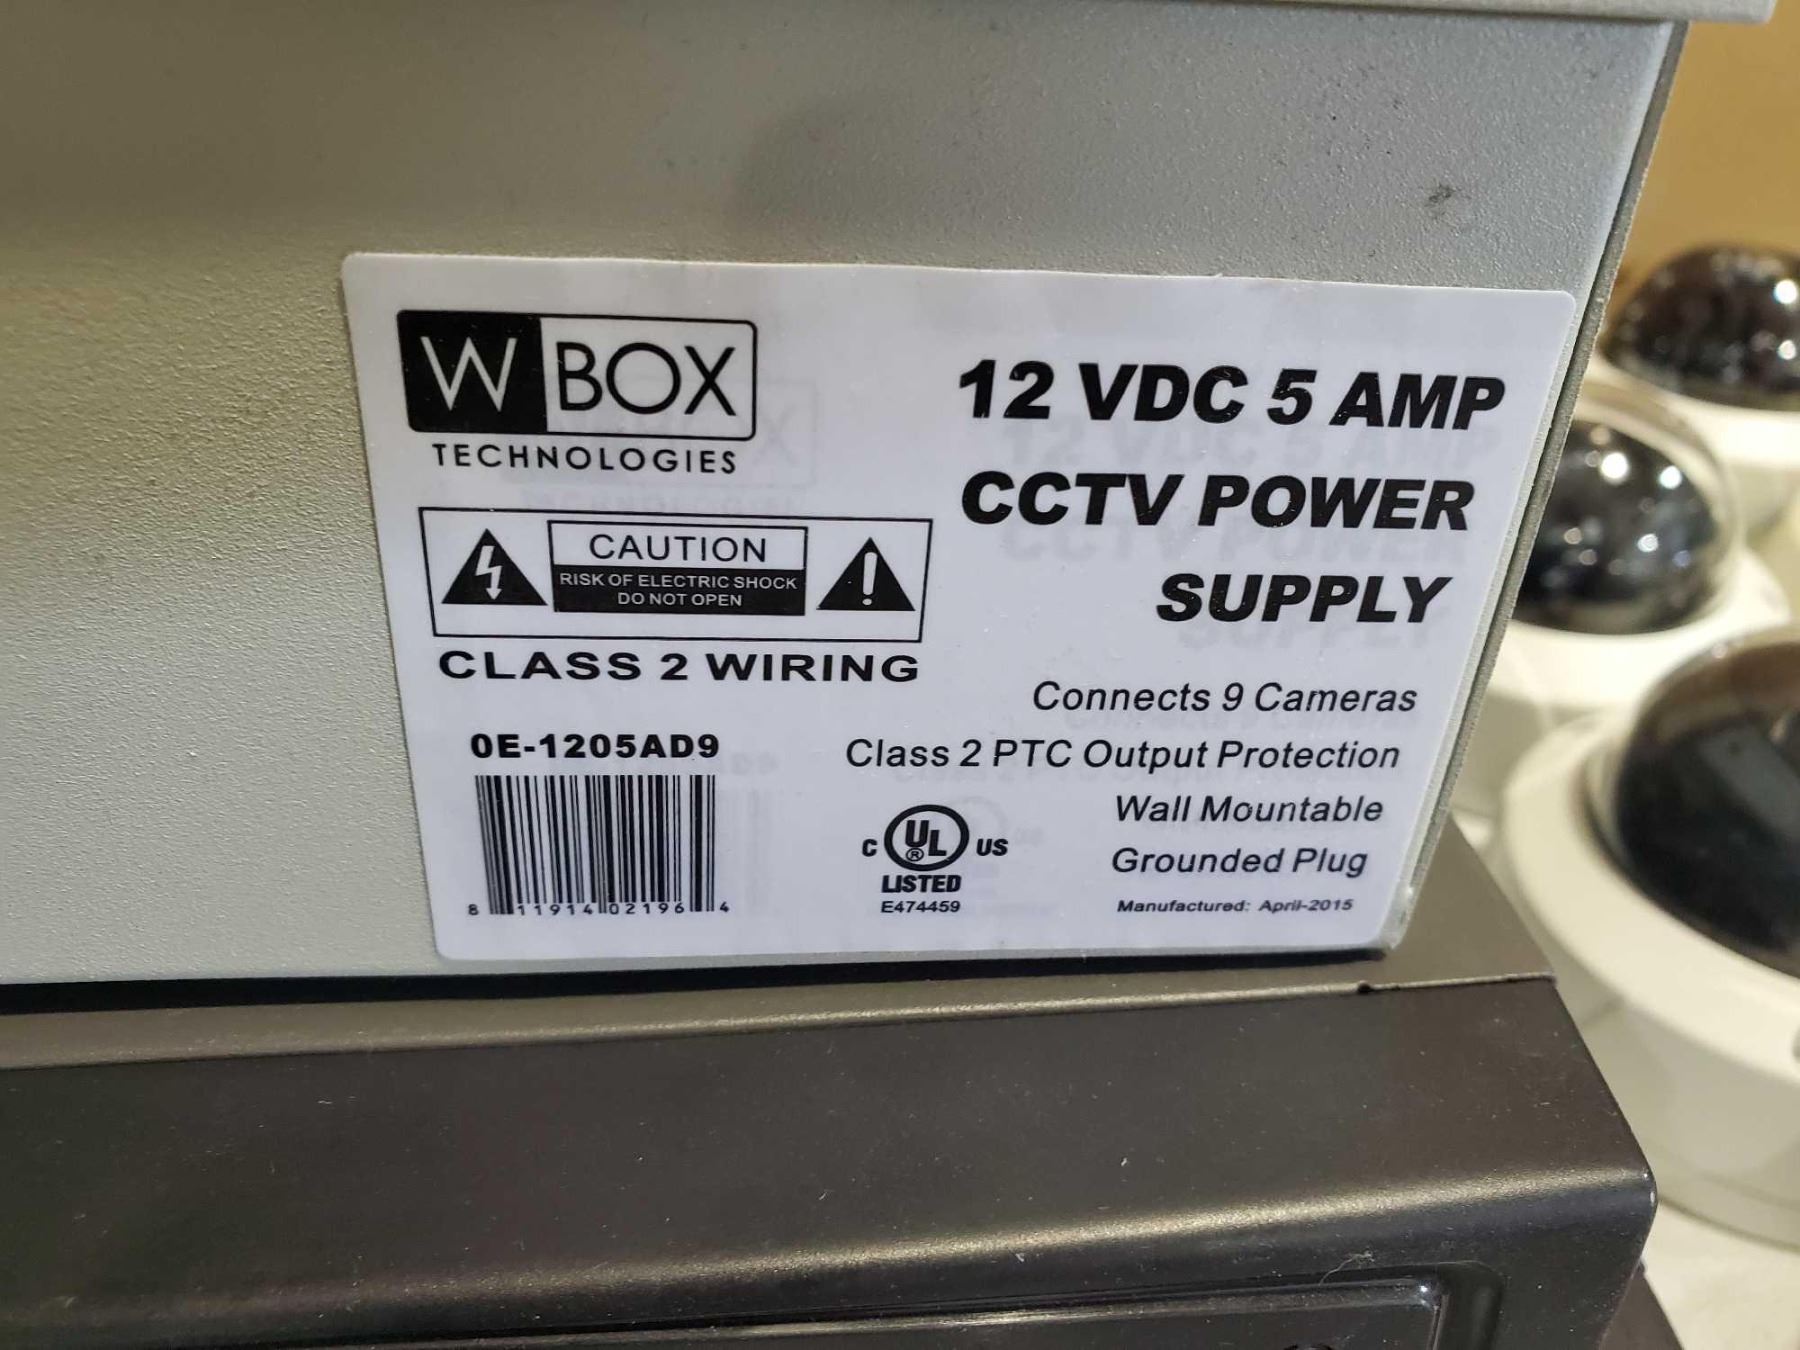 W BOX
TECHNOLOGIES
CAUTION
RISK OF ELECTRIC SHOCK
DO NOT OPEN
CLASS 2 WIRING
0E-1205AD9
8 11914 02196 4
12 VDC 5 AMP
CCTV POWER
SUPPLY
Connects 9 Cameras
Class 2 PTC Output Protection
Wall Mountable
Grounded Plug
Manufactured: April-2015
C UL ® US
LISTED
E474459